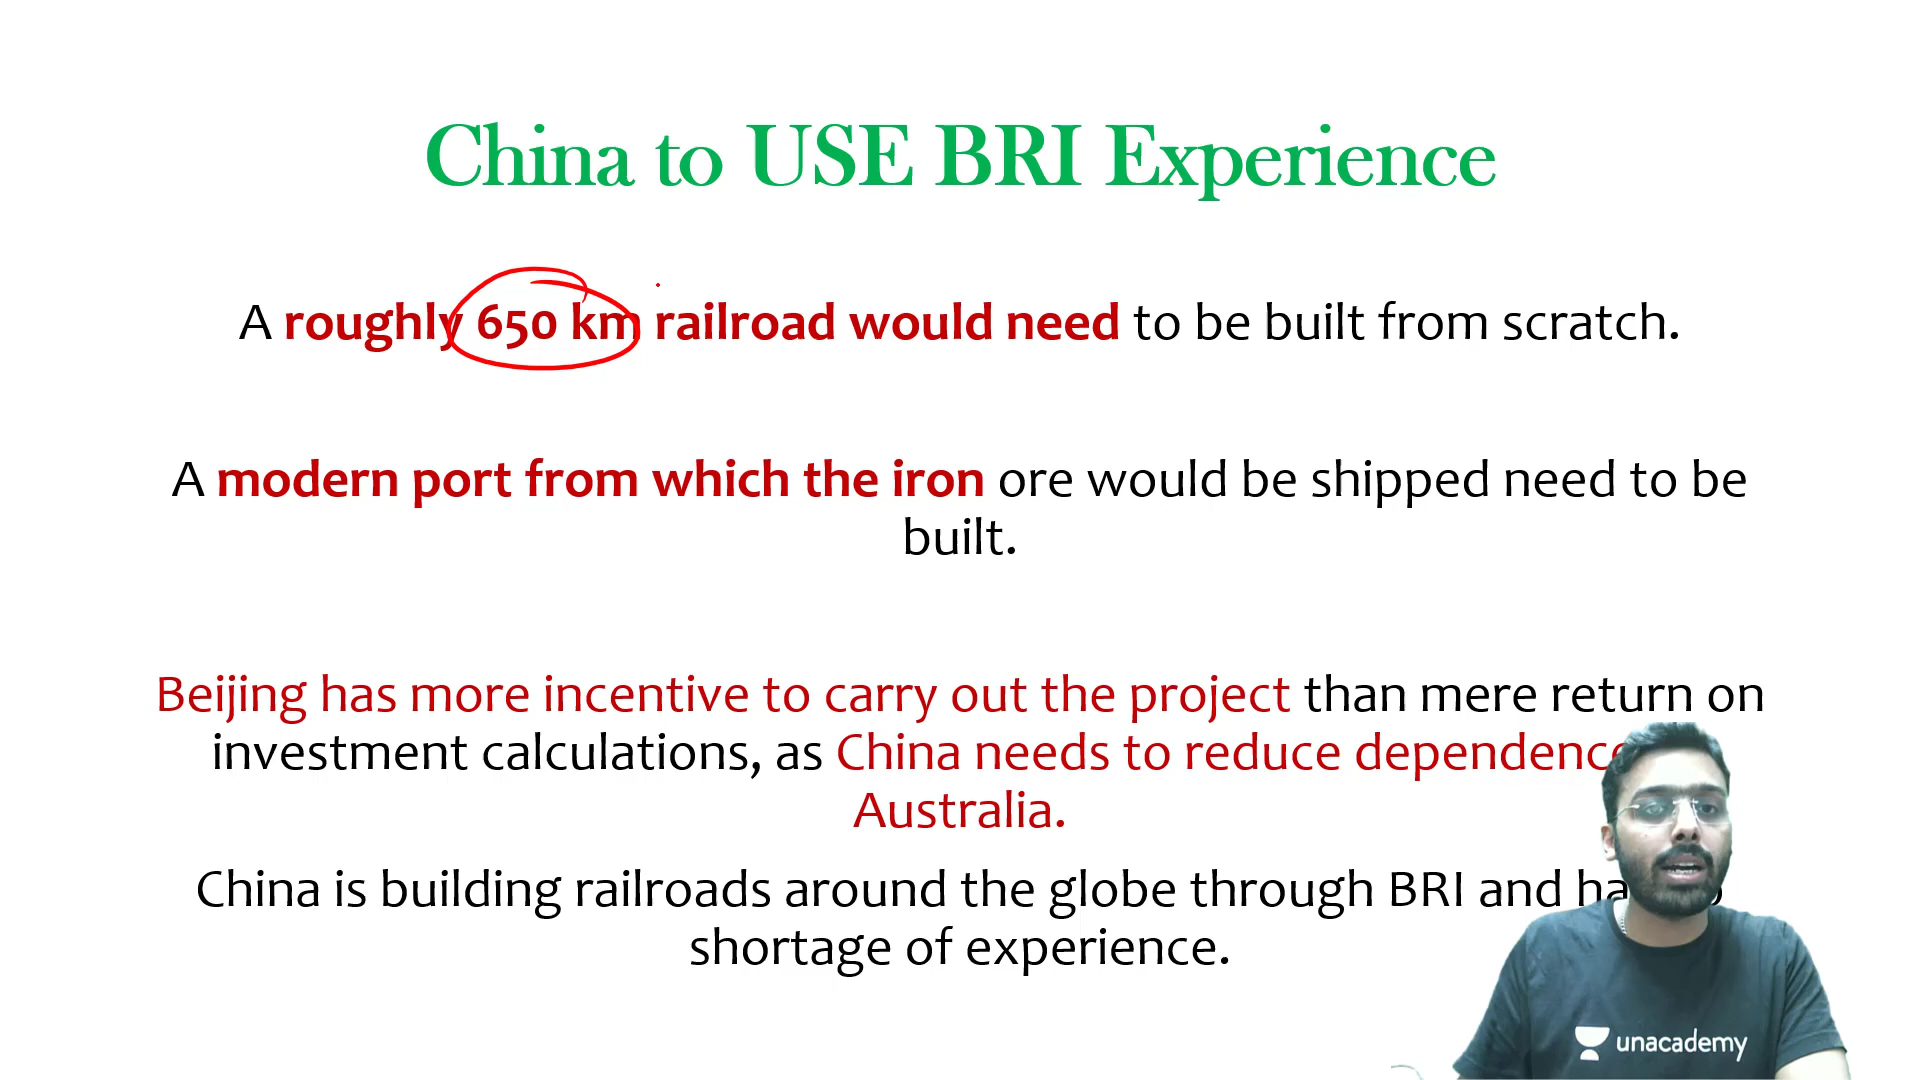 China to USE BRI Experience
A roughly 650 km railroad would need to be built from scratch.
A modern port from which the iron ore would be shipped need to be
built.
Beijing has more incentive to carry out the project than mere return on
investment calculations, as China needs to reduce
Australia.
China is building railroads around the globe through BRI and
shortage of experience.
unacademy